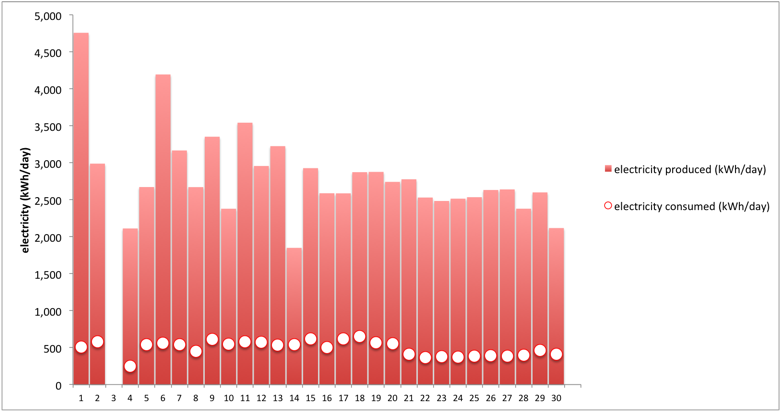 5,000
4,500
4,000
3,500
3,000
2,500
2,000
1,500
1,000
500
0
electricity (kWh/day)
1 2 3 4 5 6 7 8 9 10 11 12 13 14 15 16 17 18 19 20 21 22 23 24 25 26 27 28 29 30
electricity produced (kWh/day)
electricity consumed (kWh/day)